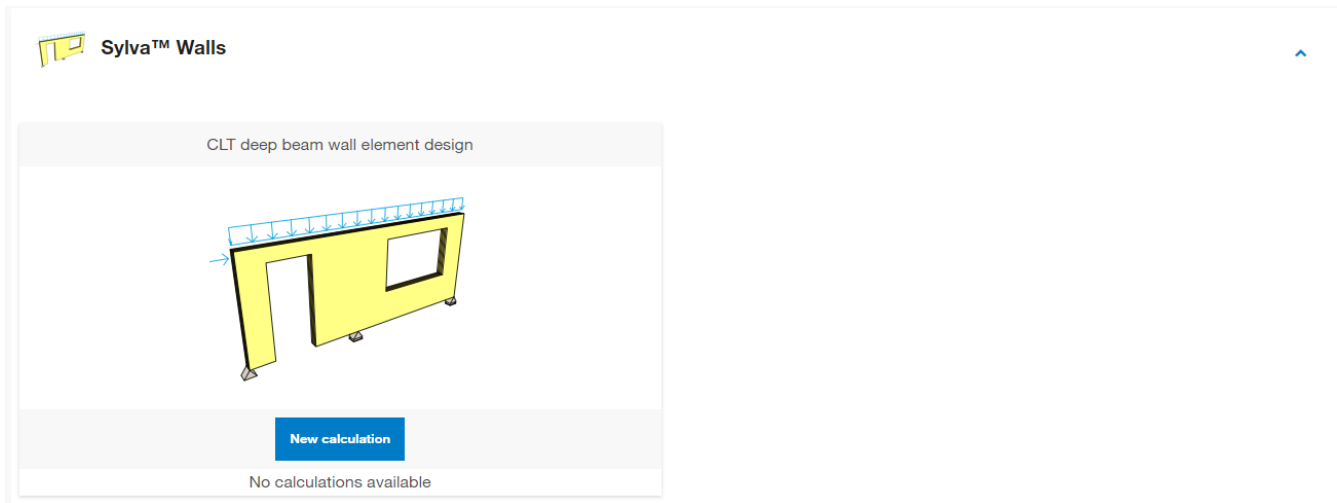 Sylva™ Walls
CLT deep beam wall element design
New calculation
No calculations available